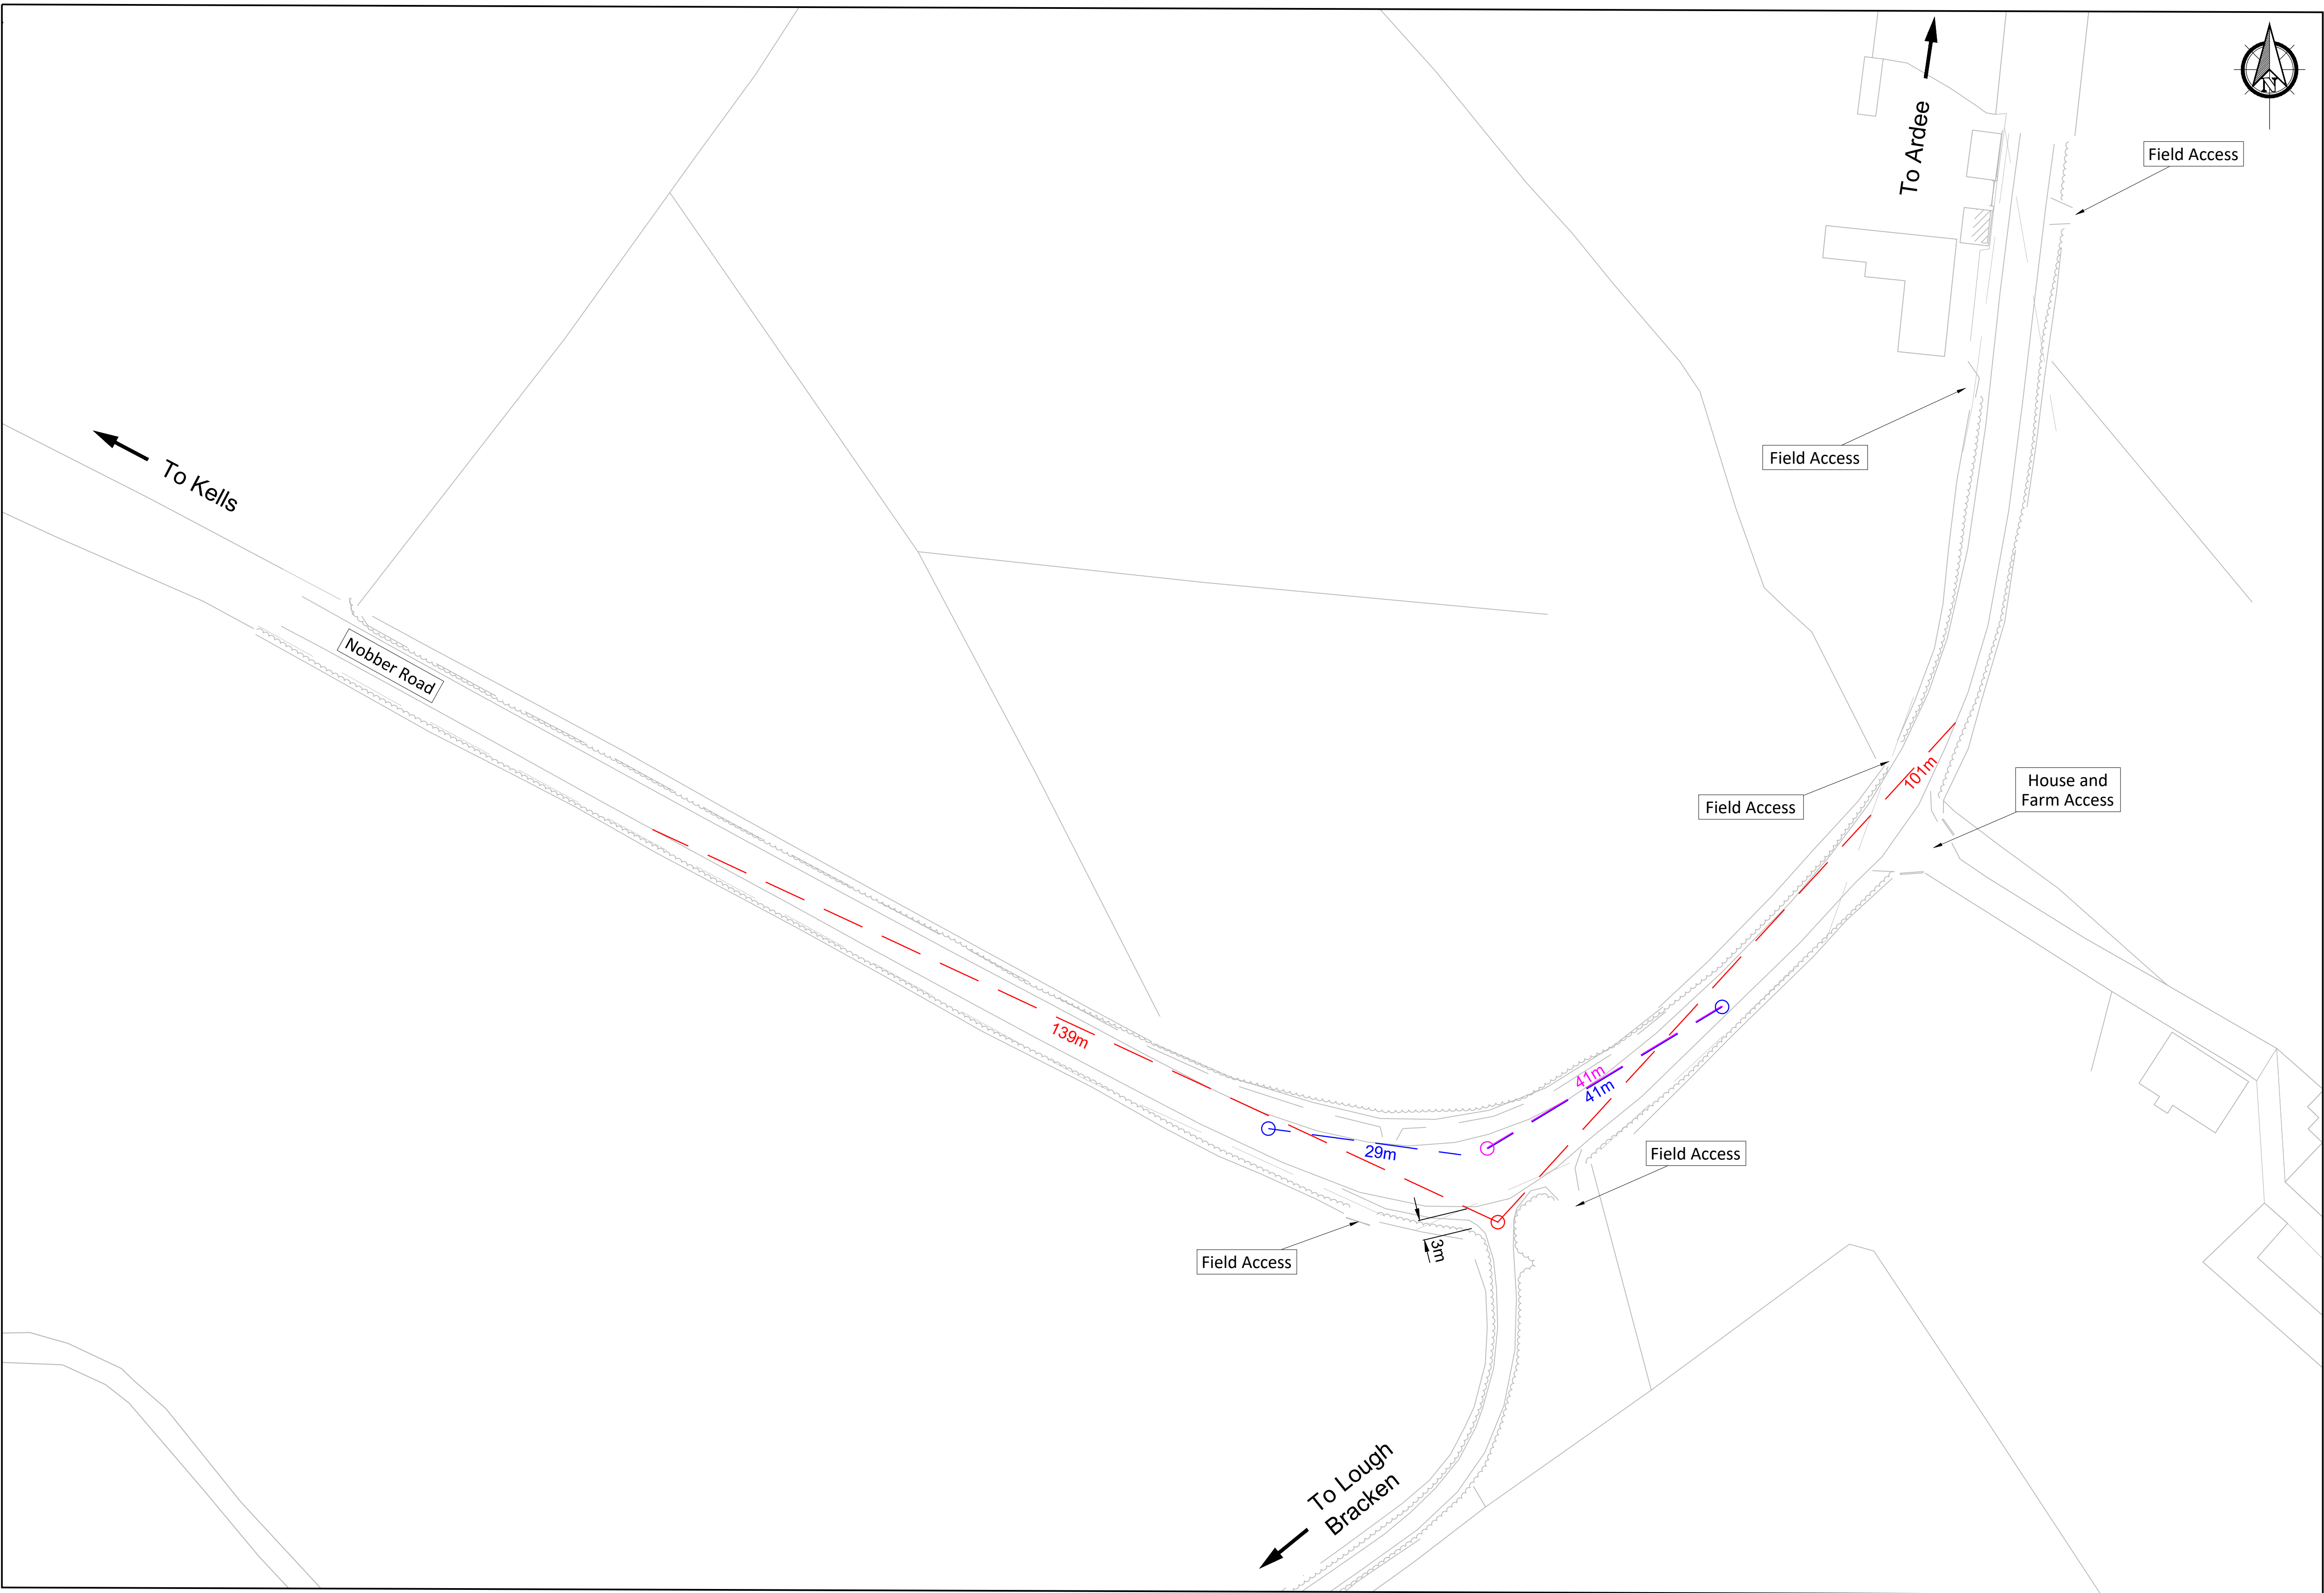 To Ardee
N
Field Access
Field Access
To Kells
Nobber Road
101m
House and
Farm Access
Field Access
139m
41m
41m
29m
Field Access
3m
Field Access
To Lough
Bracken